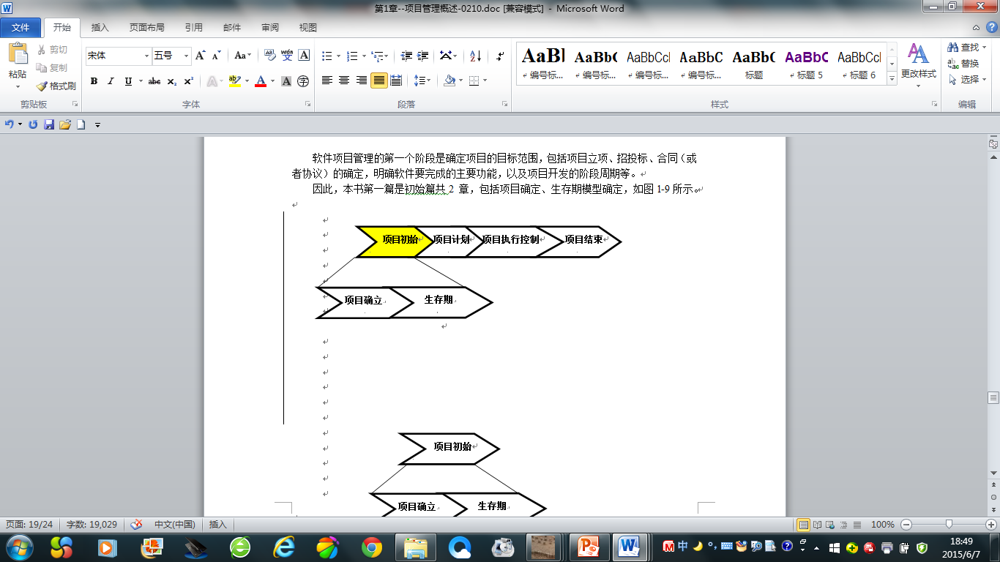 第1章--项目管理概述-0210.doc [兼容模式] - Microsoft Word
文件 开始 插入 页面布局 引用 邮件 审阅 视图
粘贴 剪切 复制 格式刷
宋体 五号 Aa wén A
B I U abc x₂ x² A ab A A 字
AaBl AaBbC AaBbCcl AaBbC AaBbC AaBbC AaBbCcl
编号标... 编号标... 编号标... 编号标... 标题 标题 5 标题 6
更改样式
查找
替换
选择
剪贴板 字体 段落 样式 编辑
软件项目管理的第一个阶段是确定项目的目标范围，包括项目立项、招投标、合同（或
者协议）的确定，明确软件要完成的主要功能，以及项目开发的阶段周期等。
因此，本书第一篇是初始篇共 2 章，包括项目确定、生存期模型确定，如图 1-9 所示。
项目初始 项目计划 项目执行控制 项目结束
项目确立 生存期
项目初始
项目确立 生存期
页面: 19/24 字数: 19,029 中文(中国) 插入 100%
中
18:49
2015/6/7